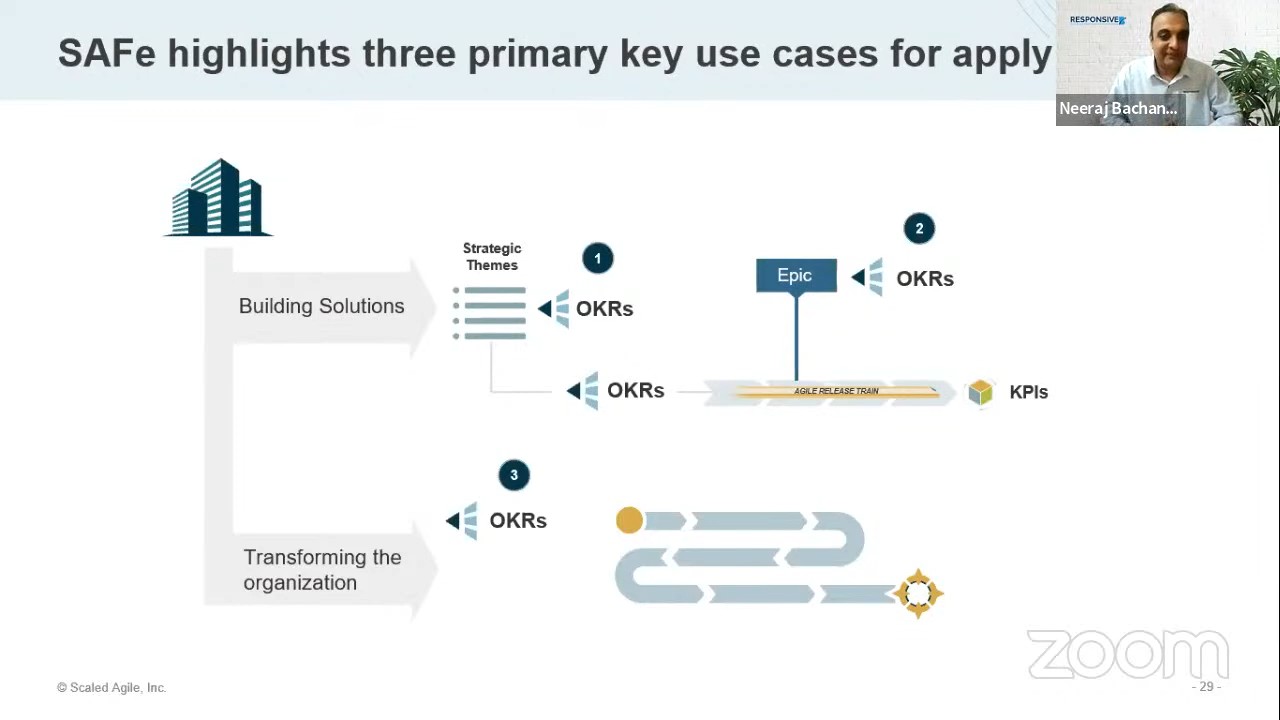 SAFe highlights three primary key use cases for apply
RESPONSIVE
Neeraj Bachan...
2
Strategic
Themes
1
Epic
OKRs
Building Solutions
OKRs
OKRs
AGILE RELEASE TRAIN
KPIs
3
OKRs
Transforming the
organization
zoom
© Scaled Agile, Inc.
- 29 -